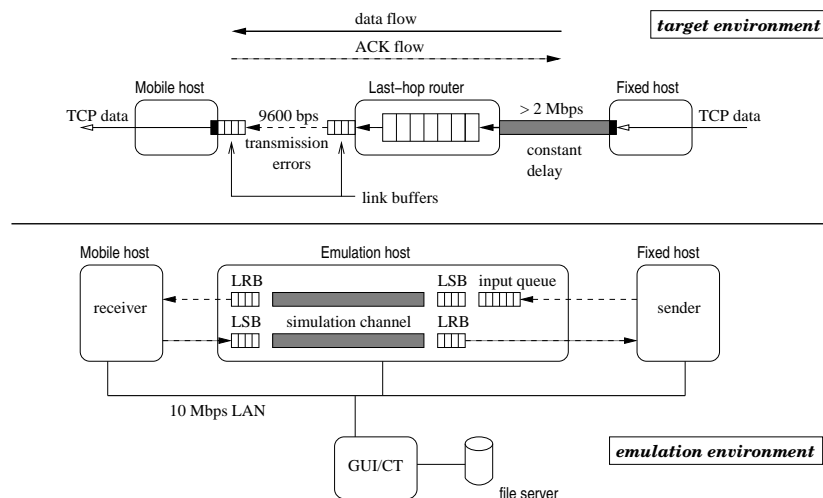 data flow
target environment
ACK flow
Mobile host
Last-hop router
Fixed host
TCP data
9600 bps
> 2 Mbps
TCP data
transmission
errors
constant
delay
link buffers
Mobile host
Emulation host
Fixed host
LRB
LSB
input queue
receiver
sender
LSB
simulation channel
LRB
10 Mbps LAN
emulation environment
GUI/CT
file server